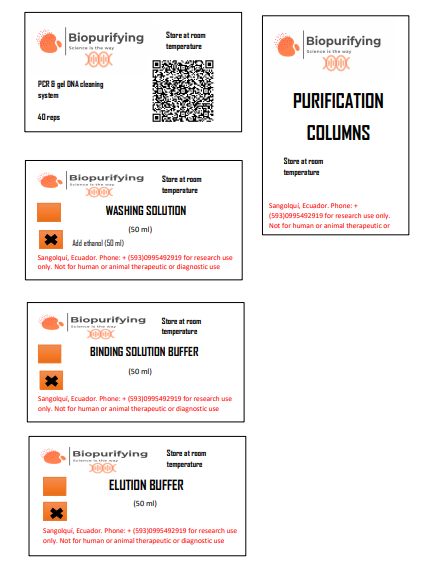 Biopurifying
Science is the way
Store at room
temperature
PCR & gel DNA cleaning
system
40 reps
Biopurifying
Science is the way
PURIFICATION
COLUMNS
Store at room
temperature
Sangolquí, Ecuador. Phone: +
(593)0995492919 for research use only.
Not for human or animal therapeutic or
Biopurifying
Science is the way
Store at room
temperature
WASHING SOLUTION
(50 ml)
Add ethanol (50 ml)
Sangolquí, Ecuador. Phone: + (593)0995492919 for research use
only. Not for human or animal therapeutic or diagnostic use
Biopurifying
Science is the way
Store at room
temperature
BINDING SOLUTION BUFFER
(50 ml)
Sangolquí, Ecuador. Phone: + (593)0995492919 for research use
only. Not for human or animal therapeutic or diagnostic use
Biopurifying
Science is the way
Store at room
temperature
ELUTION BUFFER
(50 ml)
Sangolquí, Ecuador. Phone: + (593)0995492919 for research use
only. Not for human or animal therapeutic or diagnostic use